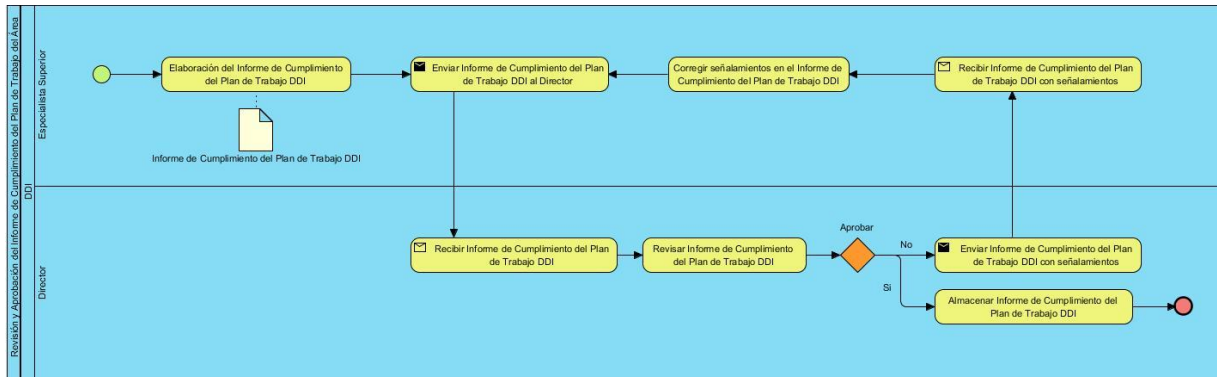 Revisión y Aprobación del Informe de Cumplimiento del Plan de Trabajo del Área
DDI
Especialista Superior
Elaboración del Informe de Cumplimiento
del Plan de Trabajo DDI
Enviar Informe de Cumplimiento del Plan
de Trabajo DDI al Director
Corregir señalamientos en el Informe de
Cumplimiento del Plan de Trabajo DDI
Recibir Informe de Cumplimiento del Plan
de Trabajo DDI con señalamientos
Informe de Cumplimiento del Plan de Trabajo DDI
Director
Recibir Informe de Cumplimiento del Plan
de Trabajo DDI
Revisar Informe de Cumplimiento
del Plan de Trabajo DDI
Aprobar
No
Enviar Informe de Cumplimiento del Plan
de Trabajo DDI con señalamientos
Si
Almacenar Informe de Cumplimiento del
Plan de Trabajo DDI